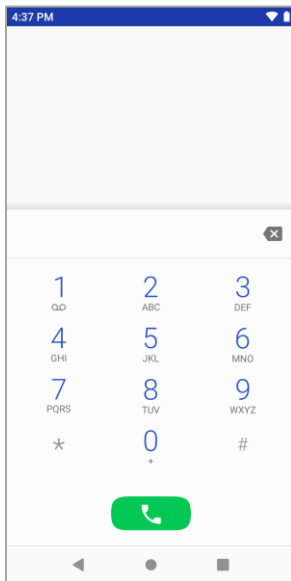 4:37 PM
1 2 3
ABC DEF
4 5 6
GHI JKL MNO
7 8 9
PQRS TUV WXYZ
* 0 #
+